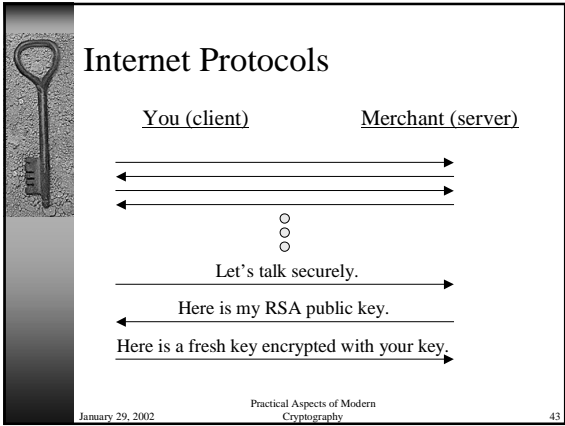 Internet Protocols
You (client) Merchant (server)
Let’s talk securely.
Here is my RSA public key.
Here is a fresh key encrypted with your key.
January 29, 2002
Practical Aspects of Modern
Cryptography
43